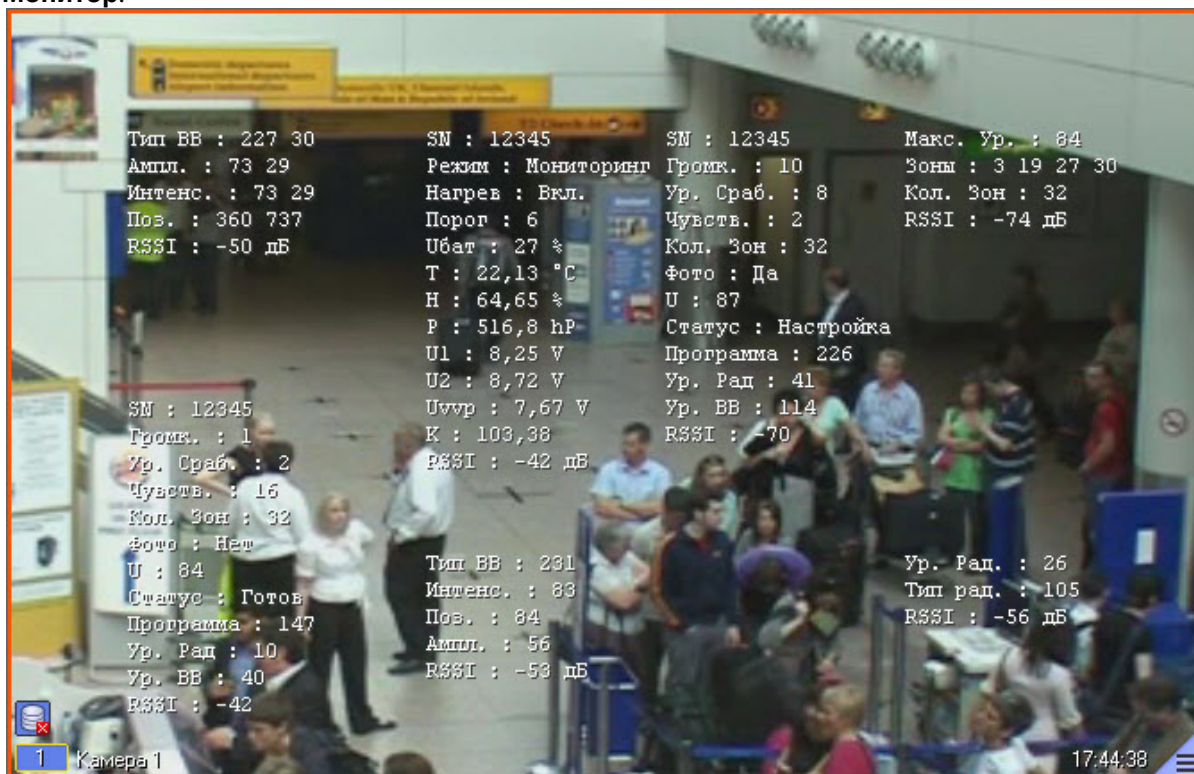 Тип ВВ : 227 30
Ампл. : 73 29
Интенс. : 73 29
Поз. : 360 737
RSSI : -50 дБ
SN : 12345
Режим : Мониторинг
Нагрев : Вкл.
Порог : 6
Uбат : 27 %
T : 22,13 °C
H : 64,65 %
P : 516,8 hP
U1 : 8,25 V
U2 : 8,72 V
Uvvp : 7,67 V
K : 103,38
RSSI : -42 дБ
SN : 12345
Громк. : 10
Ур. Сраб. : 8
Чувств. : 2
Кол. Зон : 32
Фото : Да
U : 87
Статус : Настройка
Программа : 226
Ур. Рад : 41
Ур. ВВ : 114
RSSI : -70
Макс. Ур. : 84
Зоны : 3 19 27 30
Кол. Зон : 32
RSSI : -74 дБ
SN : 12345
Громк. : 1
Ур. Сраб. : 2
Чувств. : 16
Кол. Зон : 32
Фото : Нет
U : 84
Статус : Готов
Программа : 147
Ур. Рад : 10
Ур. ВВ : 40
RSSI : -42
Тип ВВ : 231
Интенс. : 83
Поз. : 84
Ампл. : 56
RSSI : -53 дБ
Ур. Рад. : 26
Тип рад. : 105
RSSI : -56 дБ
1 Камера 1
17:44:38